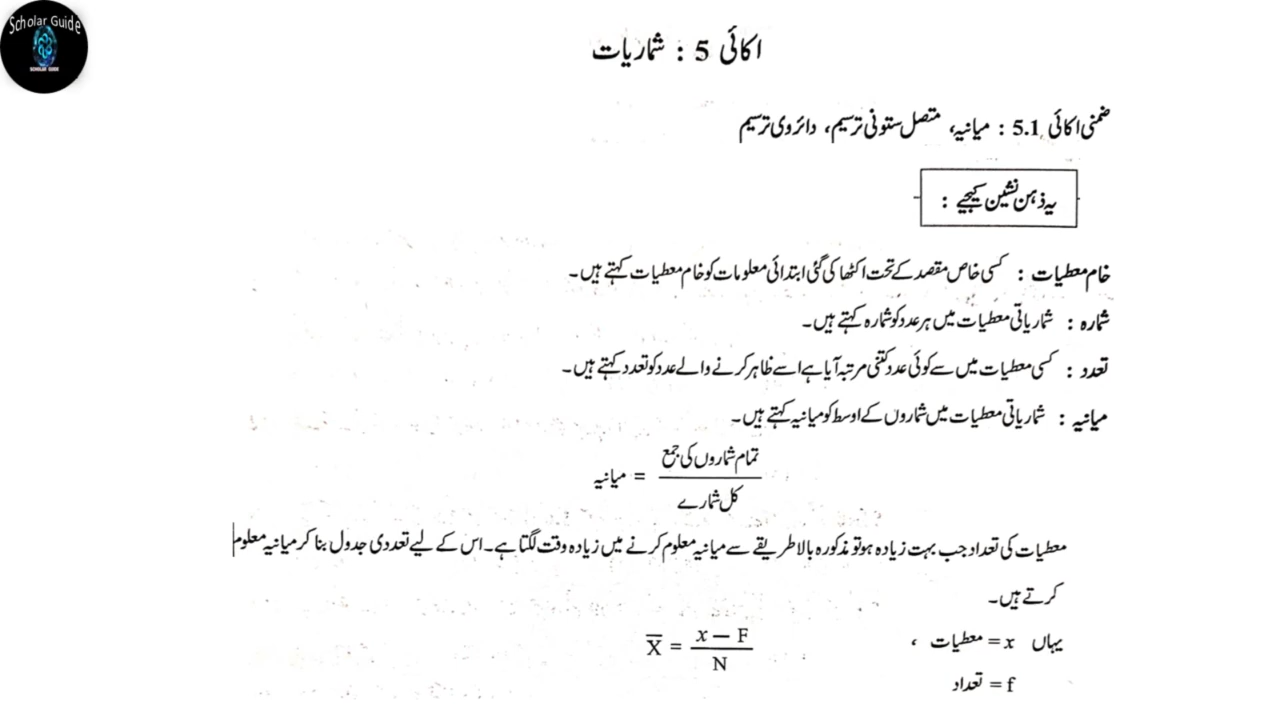 Scholar Guide
SCHOLAR GUIDE
اکائی 5 : شماریات
ضمنی اکائی 5.1 : میانیہ، متصل ستونی ترسیم، دائروی ترسیم
یہ ذہن نشین کیجیے :
خام معطیات : کسی خاص مقصد کے تحت اکٹھا کی گئی ابتدائی معلومات کو خام معطیات کہتے ہیں۔
شمارہ : شماریاتی معطیات میں ہر عدد کو شمارہ کہتے ہیں۔
تعدد : کسی معطیات میں سے کوئی عدد کتنی مرتبہ آیا ہے اسے ظاہر کرنے والے عدد کو تعدد کہتے ہیں۔
میانیہ : شماریاتی معطیات میں شماروں کے اوسط کو میانیہ کہتے ہیں۔
میانیہ = تمام شماروں کی جمع / کل شمارے
معطیات کی تعداد جب بہت زیادہ ہو تو مذکورہ بالا طریقے سے میانیہ معلوم کرنے میں زیادہ وقت لگتا ہے۔ اس کے لیے تعددی جدول بنا کر میانیہ معلوم
کرتے ہیں۔
یہاں x = معطیات ،
X̅ = x − F / N
f = تعداد